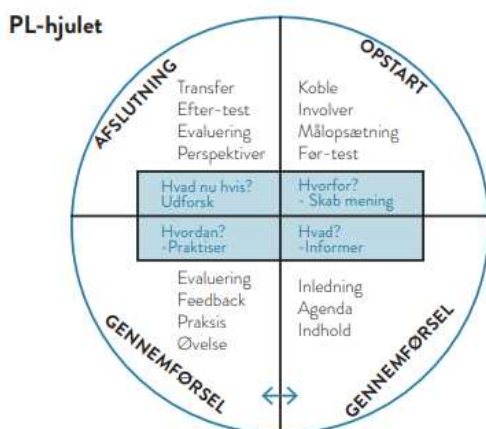 PL-hjulet
AFSLUTNING
Transfer
Efter-test
Evaluering
Perspektiver
OPSTART
Koble
Involver
Målopsætning
Før-test
Hvad nu hvis?
Udforsk
Hvorfor?
- Skab mening
Hvordan?
-Praktiser
Hvad?
-Informer
Evaluering
Feedback
Praksis
Øvelse
GENNEMFØRSEL
Inledning
Agenda
Indhold
GENNEMFØRSEL